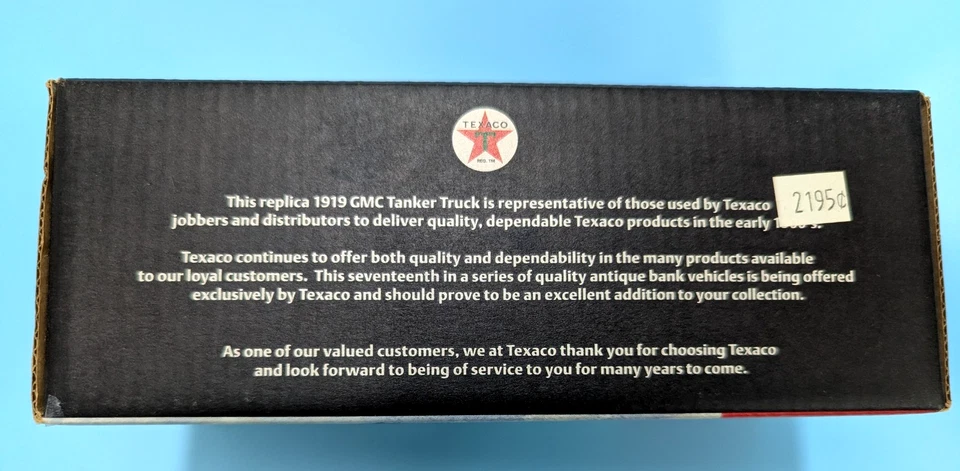 TEXACO
T
REG. TM
This replica 1919 GMC Tanker Truck is representative of those used by Texaco
2195¢
jobbers and distributors to deliver quality, dependable Texaco products in the early
Texaco continues to offer both quality and dependability in the many products available
to our loyal customers. This seventeenth in a series of quality antique bank vehicles is being offered
exclusively by Texaco and should prove to be an excellent addition to your collection.
As one of our valued customers, we at Texaco thank you for choosing Texaco
and look forward to being of service to you for many years to come.